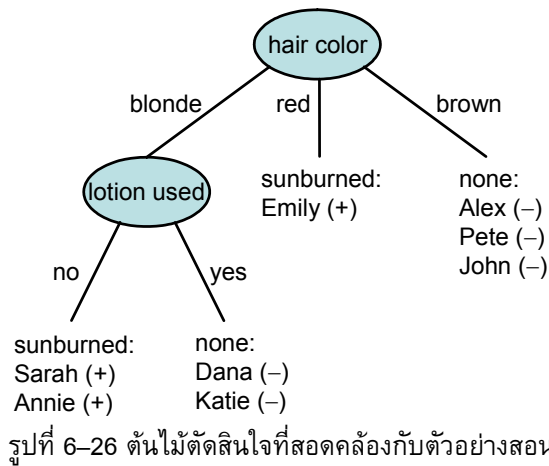 hair color
blonde
red
brown
lotion used
sunburned:
Emily (+)
none:
Alex (–)
Pete (–)
John (–)
no
yes
sunburned:
Sarah (+)
Annie (+)
none:
Dana (–)
Katie (–)
รูปที่ 6–26 ต้นไม้ตัดสินใจที่สอดคล้องกับตัวอย่างสอน